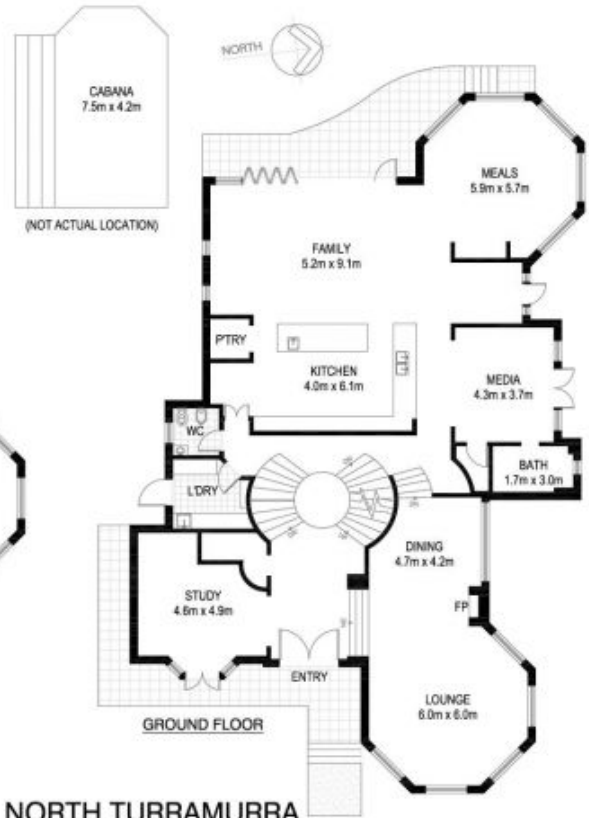 NORTH
CABANA
7.5m x 4.2m
(NOT ACTUAL LOCATION)
MEALS
5.9m x 5.7m
FAMILY
5.2m x 9.1m
PTRY
KITCHEN
4.0m x 6.1m
MEDIA
4.3m x 3.7m
WC
BATH
1.7m x 3.0m
L'DRY
DINING
4.7m x 4.2m
STUDY
4.6m x 4.9m
FP
ENTRY
LOUNGE
6.0m x 6.0m
GROUND FLOOR
NORTH TURRAMURRA